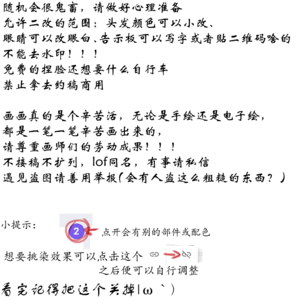 随机会很鬼畜，请做好心理准备
允许二改的范围：头发颜色可以小改、
眼睛可以改眼白、告示板可以写字或者贴二维码啥的
不能去水印！！！
免费的捏脸还想要什么自行车
禁止拿去约稿商用
画画真的是个辛苦活，无论是手绘还是电子绘，
都是一笔一笔辛苦画出来的，
请尊重画师们的劳动成果！！！
不接稿不扩列，lof同名，有事请私信
遇见盗图请善用举报（会有人盗这么粗糙的东西？）
小提示：
2 点开会有别的部件或配色
想要挑染效果可以点击这个
之后便可以自行调整
看完记得把这个关掉|ω｀)